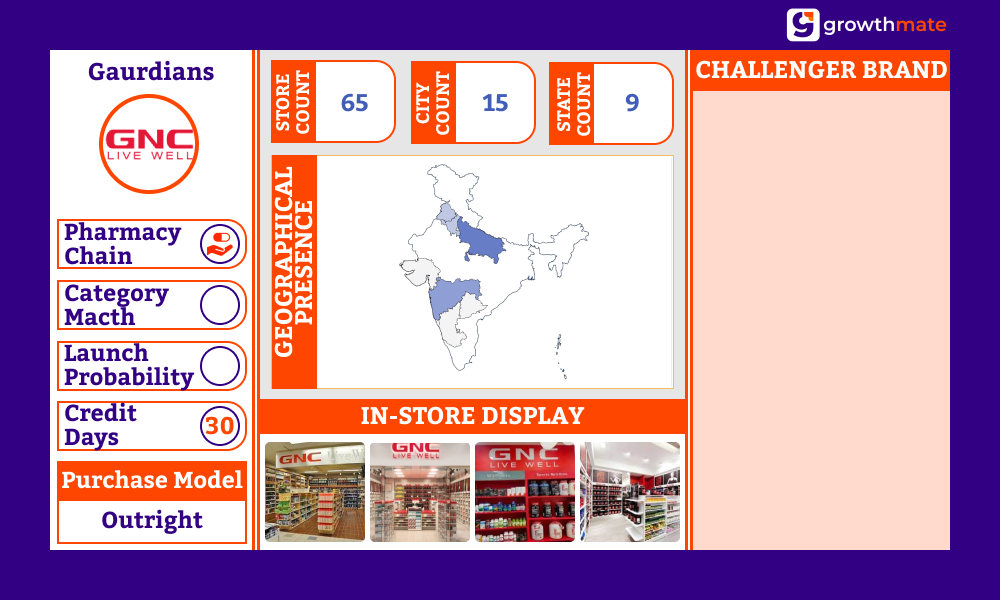 growthmate
Gaurdians
GNC
LIVE WELL
Pharmacy
Chain
Category
Macth
Launch
Probability
Credit
Days
30
Purchase Model
Outright
STORE
COUNT
65
CITY
COUNT
15
STATE
COUNT
9
GEOGRAPHICAL
PRESENCE
IN-STORE DISPLAY
GNC LiveW
GNC
LIVE WELL
GNC
LIVE WELL
CHALLENGER BRAND